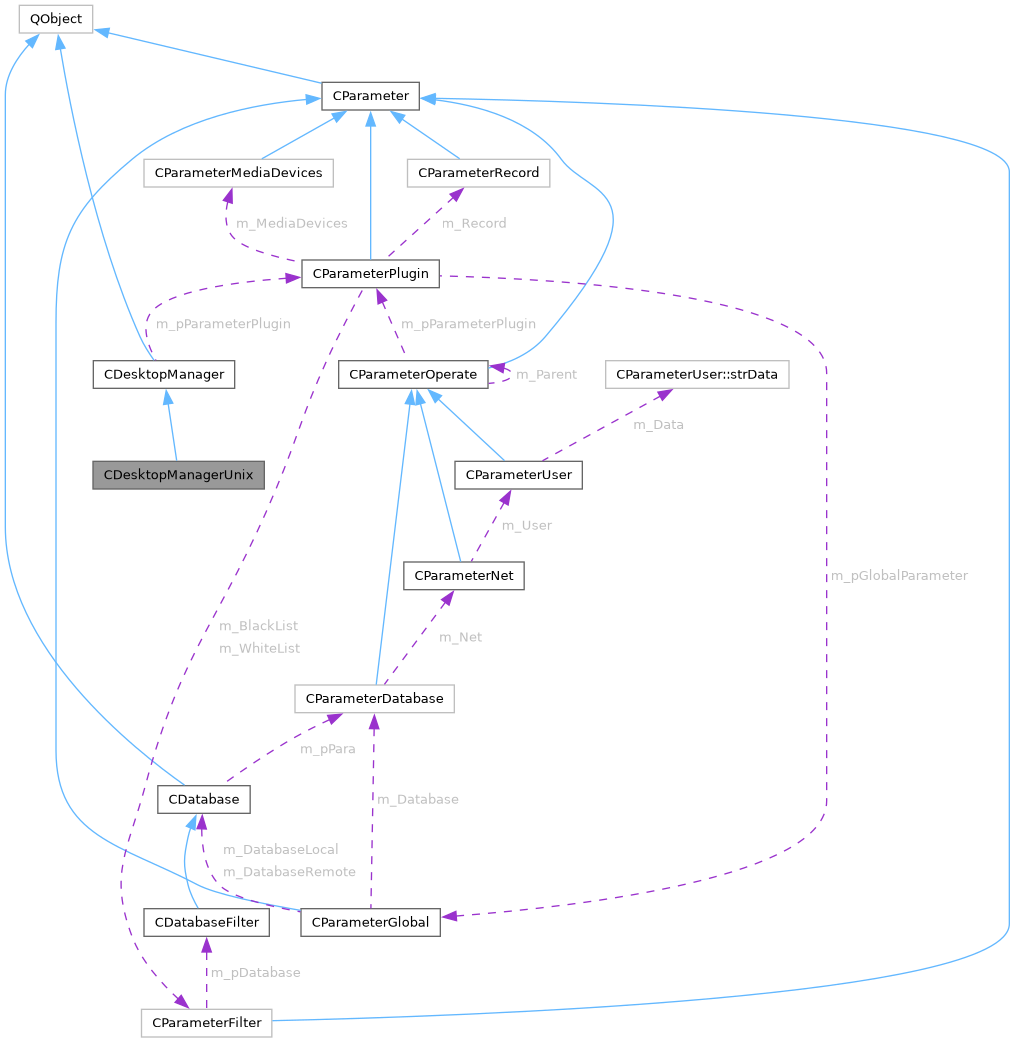 QObject
CParameter
CParameterMediaDevices
CParameterRecord
m_MediaDevices
m_Record
CParameterPlugin
m_pParameterPlugin
m_pParameterPlugin
CDesktopManager
CParameterOperate
m_Parent
CParameterUser::strData
m_Data
CDesktopManagerUnix
CParameterUser
m_User
CParameterNet
m_pGlobalParameter
m_BlackList
m_WhiteList
m_Net
CParameterDatabase
m_pPara
CDatabase
m_Database
m_DatabaseLocal
m_DatabaseRemote
CDatabaseFilter
CParameterGlobal
m_pDatabase
CParameterFilter